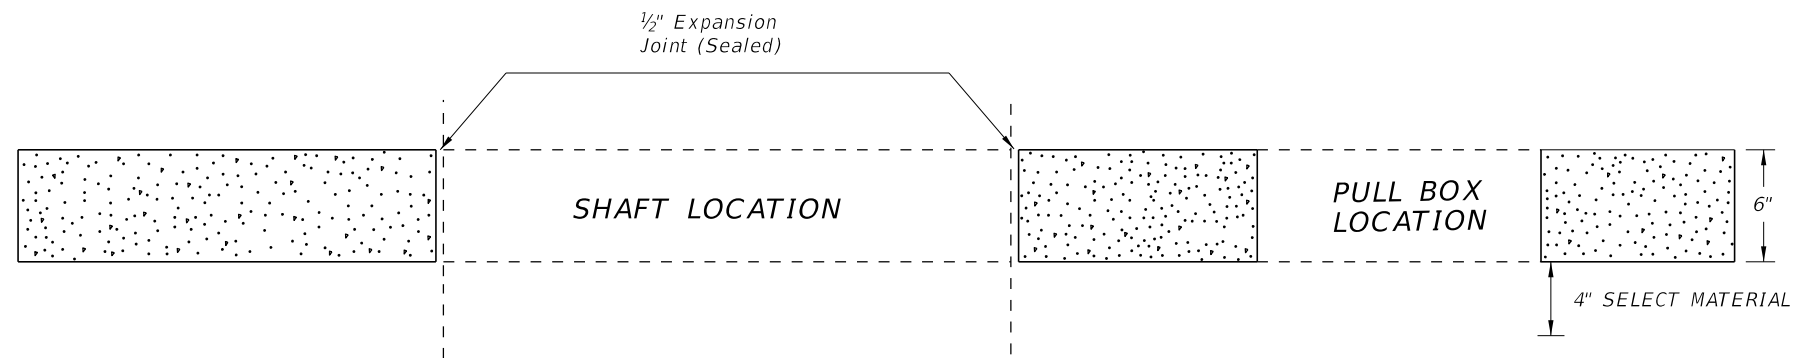 ½" Expansion
Joint (Sealed)
SHAFT LOCATION
PULL BOX
LOCATION
6"
4" SELECT MATERIAL